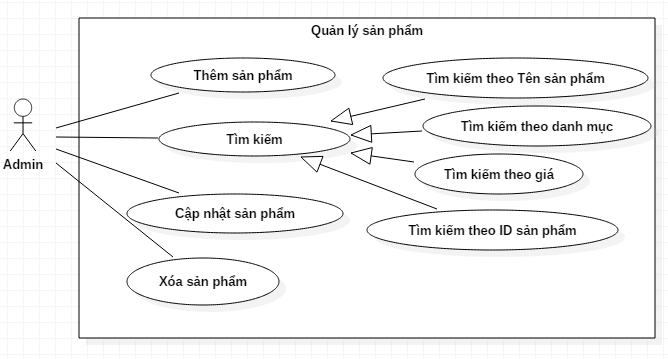 Quản lý sản phẩm
Thêm sản phẩm
Tìm kiếm theo Tên sản phẩm
Tìm kiếm theo danh mục
Tìm kiếm
Admin
Tìm kiếm theo giá
Cập nhật sản phẩm
Tìm kiếm theo ID sản phẩm
Xóa sản phẩm